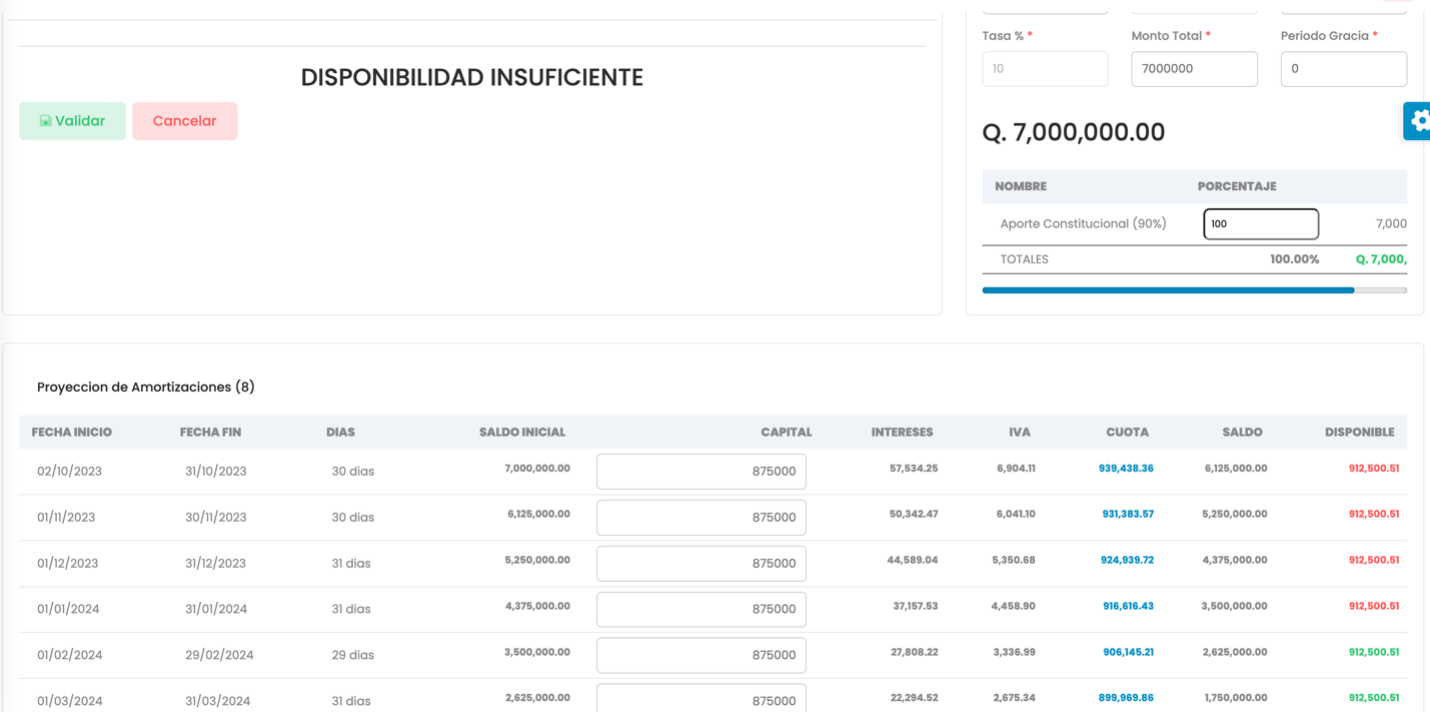 DISPONIBILIDAD INSUFICIENTE
Validar Cancelar
Tasa % * Monto Total * Periodo Gracia *
10 7000000 0
Q. 7,000,000.00
NOMBRE PORCENTAJE
Aporte Constitucional (90%) 100 7,000
TOTALES 100.00% Q. 7,000,
Proyeccion de Amortizaciones (8)
FECHA INICIO FECHA FIN DIAS SALDO INICIAL CAPITAL INTERESES IVA CUOTA SALDO DISPONIBLE
02/10/2023 31/10/2023 30 dias 7,000,000.00 875000 57,534.25 6,904.11 939,438.36 6,125,000.00 912,500.51
01/11/2023 30/11/2023 30 dias 6,125,000.00 875000 50,342.47 6,041.10 931,383.57 5,250,000.00 912,500.51
01/12/2023 31/12/2023 31 dias 5,250,000.00 875000 44,589.04 5,350.68 924,939.72 4,375,000.00 912,500.51
01/01/2024 31/01/2024 31 dias 4,375,000.00 875000 37,157.53 4,458.90 916,616.43 3,500,000.00 912,500.51
01/02/2024 29/02/2024 29 dias 3,500,000.00 875000 27,808.22 3,336.99 906,145.21 2,625,000.00 912,500.51
01/03/2024 31/03/2024 31 dias 2,625,000.00 875000 22,294.52 2,675.34 899,969.86 1,750,000.00 912,500.51